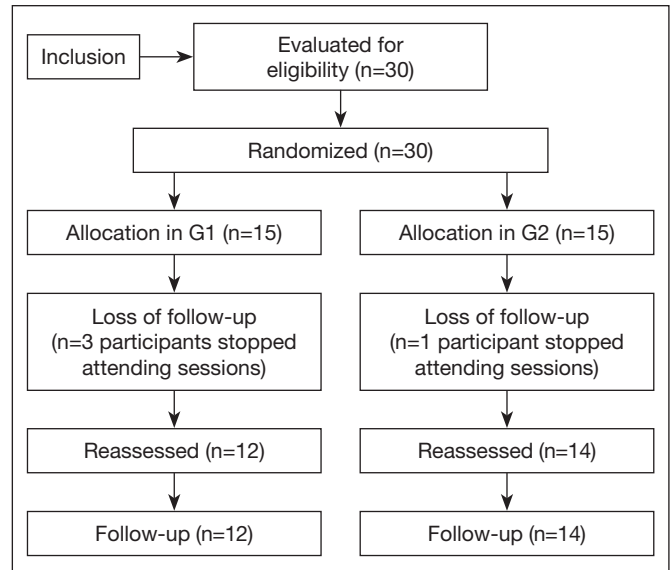 Inclusion
Evaluated for
eligibility (n=30)
Randomized (n=30)
Allocation in G1 (n=15)
Allocation in G2 (n=15)
Loss of follow-up
(n=3 participants stopped
attending sessions)
Loss of follow-up
(n=1 participant stopped
attending sessions)
Reassessed (n=12)
Reassessed (n=14)
Follow-up (n=12)
Follow-up (n=14)